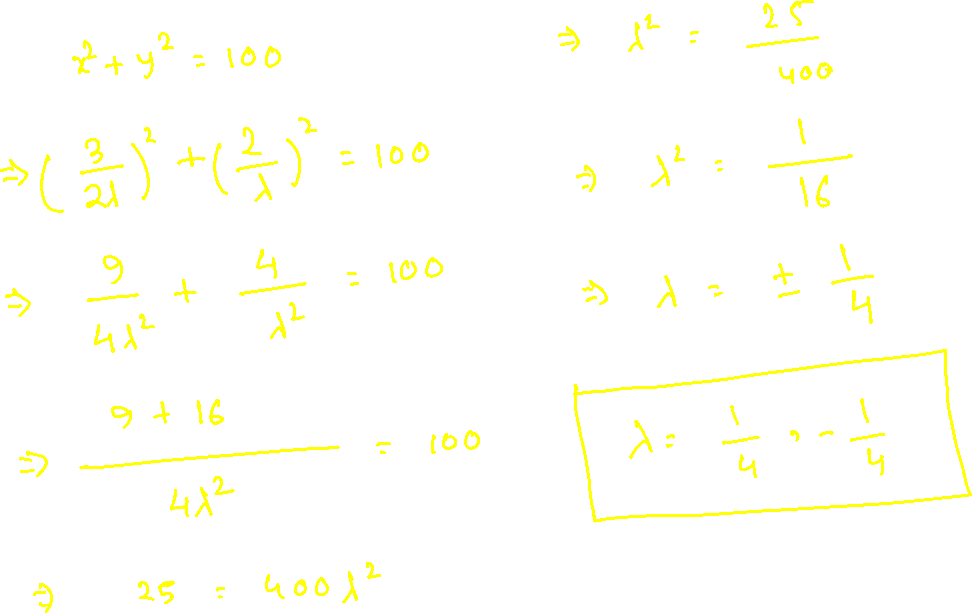 x² + y² = 100
⇒ (3/2λ)² + (2/λ)² = 100
⇒ 9/4λ² + 4/λ² = 100
⇒ (9 + 16)/4λ² = 100
⇒ 25 = 400λ²
⇒ λ² = 25/400
⇒ λ² = 1/16
⇒ λ = ± 1/4
λ = 1/4 , -1/4